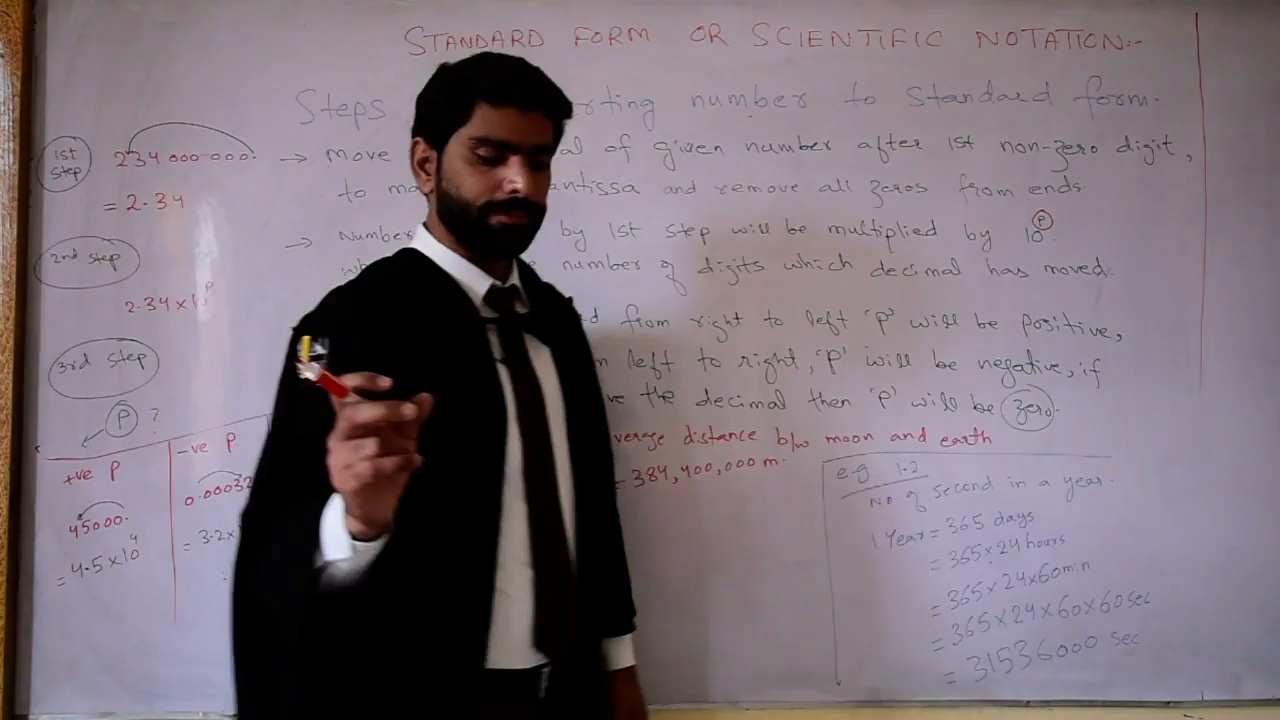 STANDARD FORM OR SCIENTIFIC NOTATION:-
Steps rting number to standard form.
1st step
234 000 000. → move al of given number after 1st non-zero digit,
= 2.34
to ma antissa and remove all zeros from ends.
→ Number by 1st step will be multiplied by 10^P.
number of digits which decimal has moved.
2nd step
2.34 × 10^P
d from right to left 'P' will be positive,
n left to right, 'P' will be negative, if
ve the decimal then 'P' will be zero.
3rd step
P ?
+ve P
45000.
= 4.5 × 10^4
-ve P
0.00032
= 3.2 ×
verage distance b/w moon and earth
= 384,400,000 m.
e.g 1.2
No of second in a year.
1 Year = 365 days
= 365 × 24 hours
= 365 × 24 × 60 min
= 365 × 24 × 60 × 60 sec
= 31536000 sec